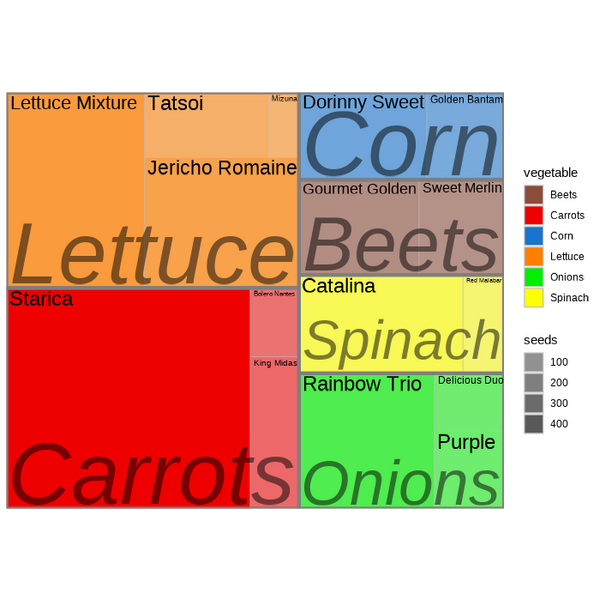 Lettuce Mixture
Tatsoi
Mizuna
Jericho Romaine
Lettuce
Starica
Bolero Nantes
King Midas
Carrots
Dorinny Sweet
Golden Bantam
Corn
Gourmet Golden
Sweet Merlin
Beets
Catalina
Red Malabar
Spinach
Rainbow Trio
Delicious Duo
Purple
Onions
vegetable
Beets
Carrots
Corn
Lettuce
Onions
Spinach
seeds
100
200
300
400